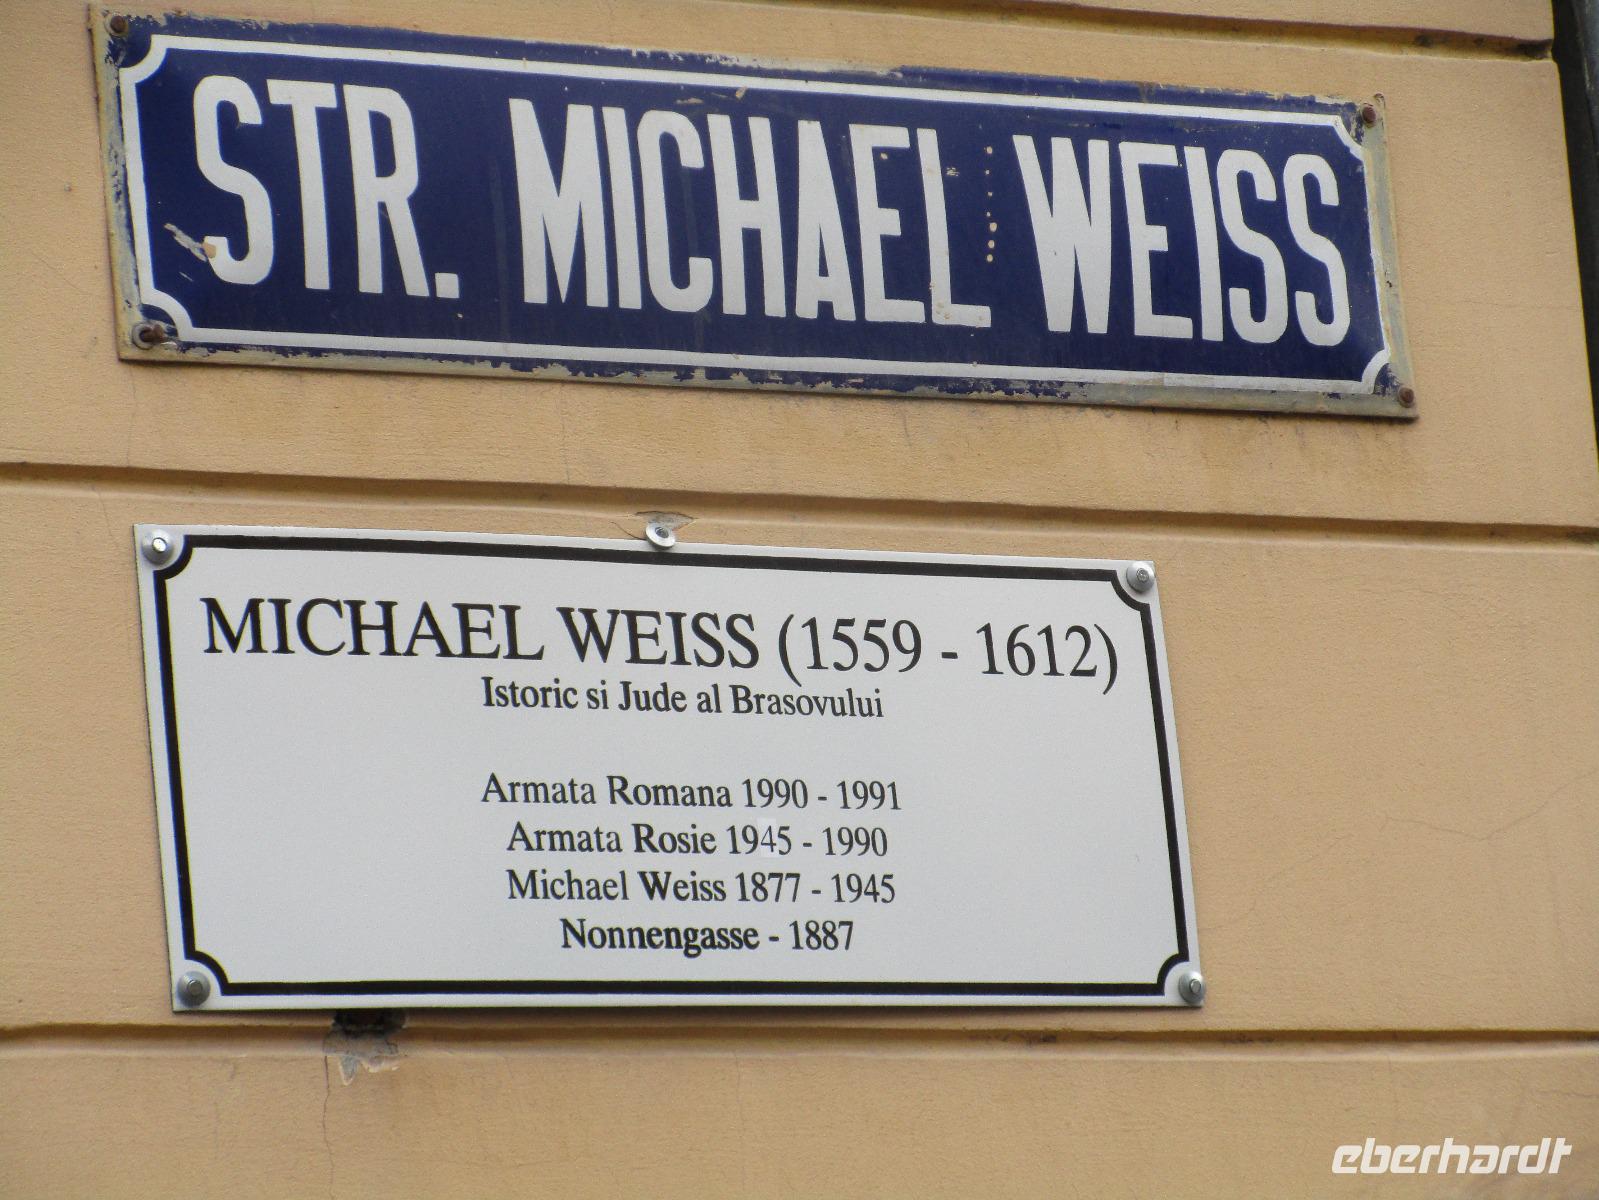 STR. MICHAEL WEISS
MICHAEL WEISS (1559 - 1612)
Istoric si Jude al Brasovului
Armata Romana 1990 - 1991
Armata Rosie 1945 - 1990
Michael Weiss 1877 - 1945
Nonnengasse - 1887
eberhardt